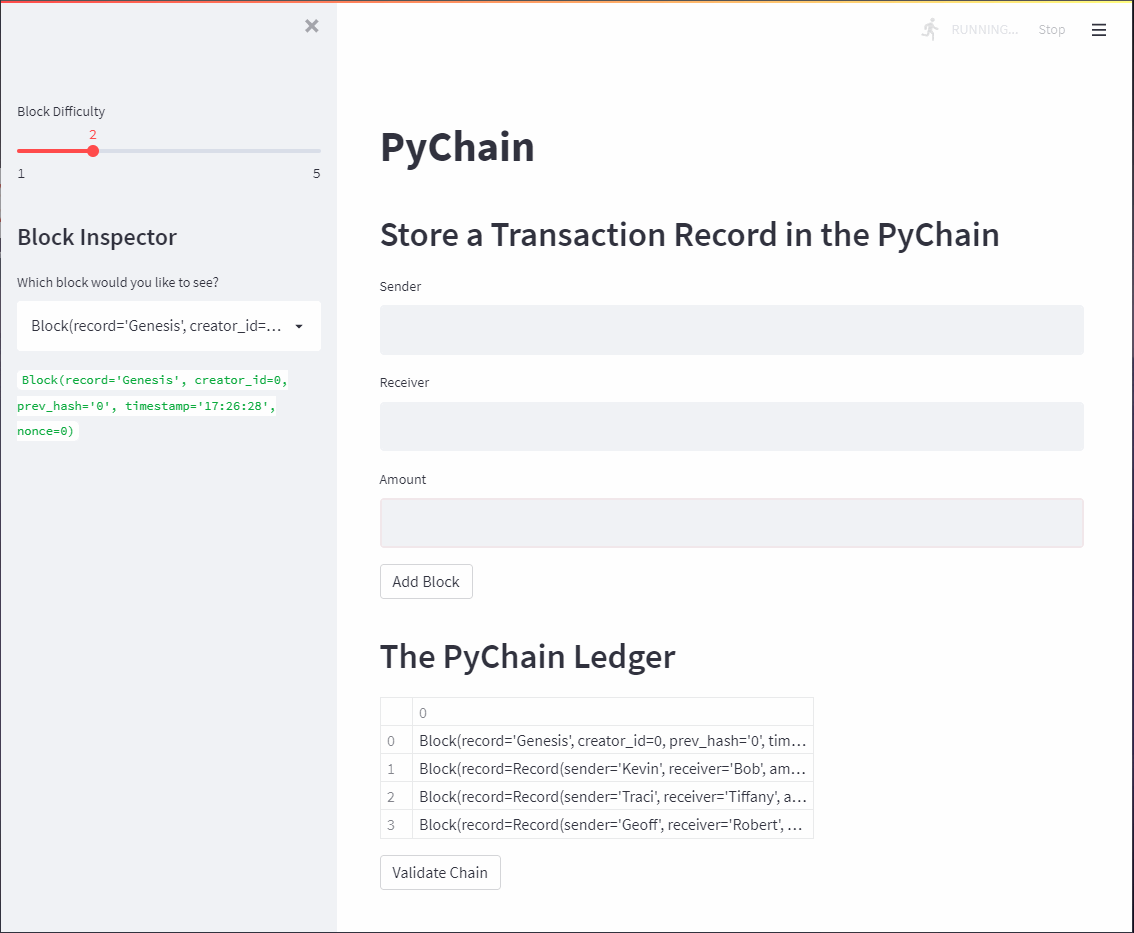 ×
RUNNING...
Stop
Block Difficulty
2
1
5
Block Inspector
Which block would you like to see?
Block(record='Genesis', creator_id=...
Block(record='Genesis', creator_id=0,
prev_hash='0', timestamp='17:26:28',
nonce=0)
PyChain
Store a Transaction Record in the PyChain
Sender
Receiver
Amount
Add Block
The PyChain Ledger
0
0 Block(record='Genesis', creator_id=0, prev_hash='0', tim...
1 Block(record=Record(sender='Kevin', receiver='Bob', am...
2 Block(record=Record(sender='Traci', receiver='Tiffany', a...
3 Block(record=Record(sender='Geoff', receiver='Robert', ...
Validate Chain